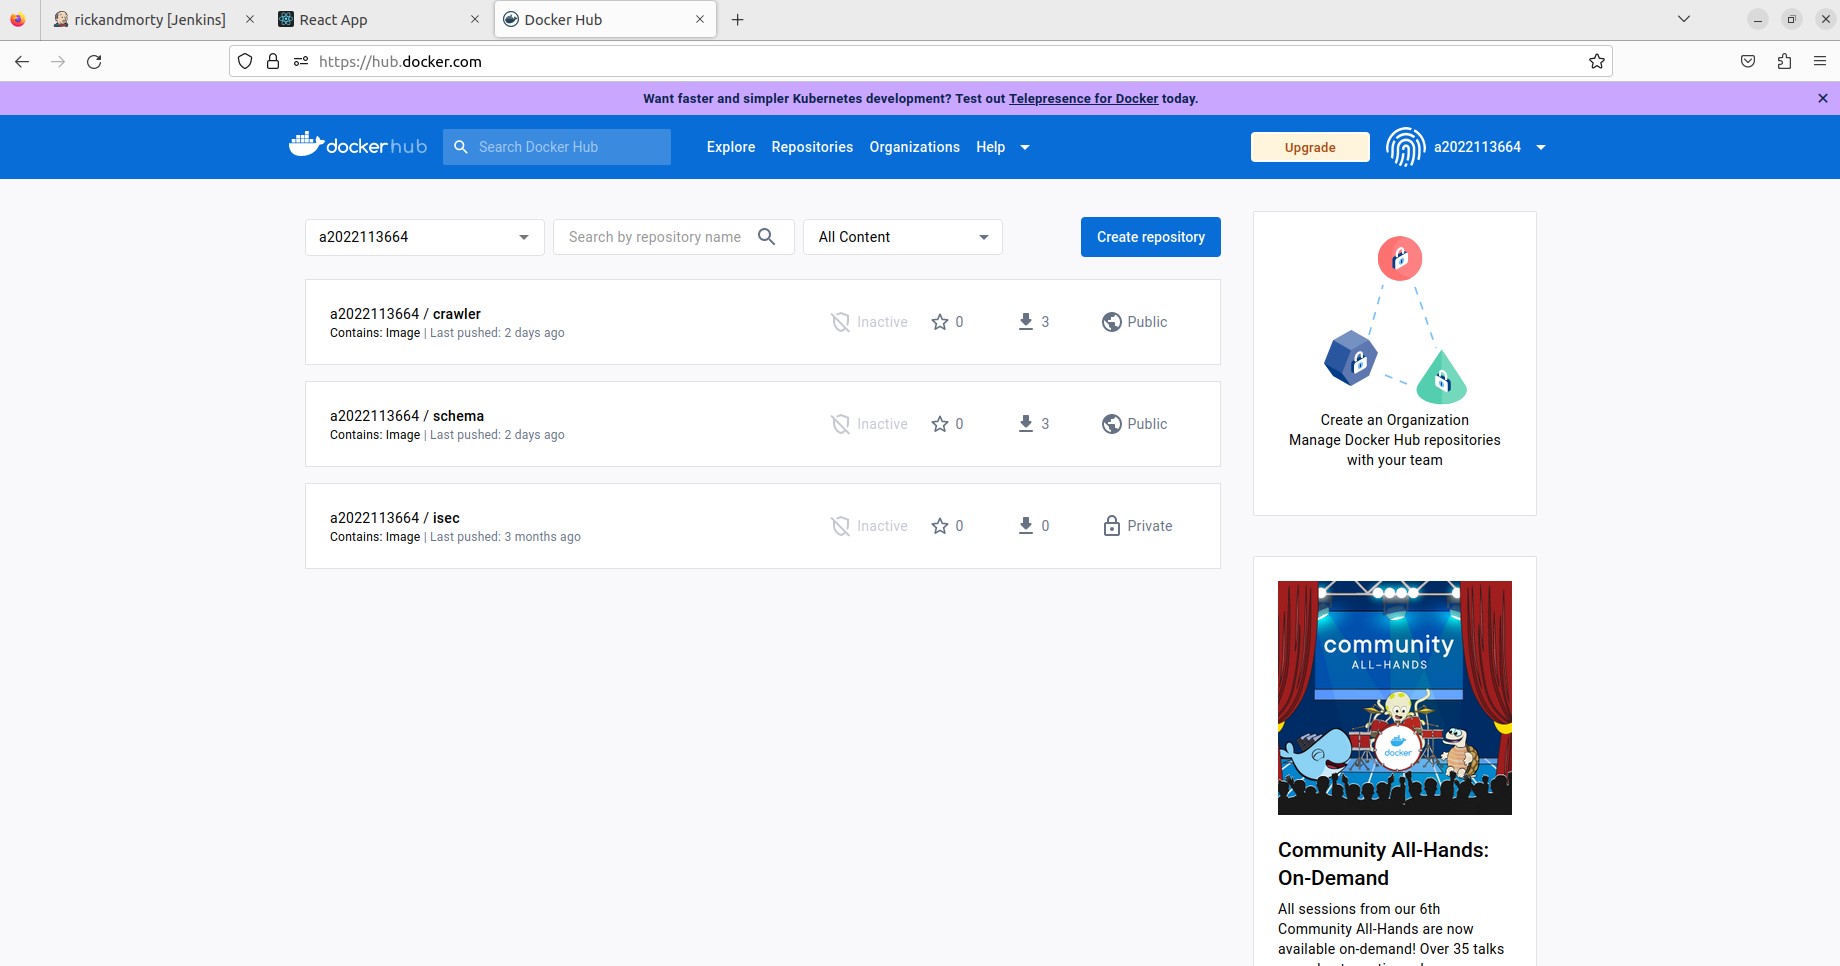 rickandmorty [Jenkins]
React App
Docker Hub
https://hub.docker.com
Want faster and simpler Kubernetes development? Test out Telepresence for Docker today.
dockerhub
Search Docker Hub
Explore
Repositories
Organizations
Help
Upgrade
a2022113664
a2022113664
Search by repository name
All Content
Create repository
a2022113664 / crawler
Contains: Image | Last pushed: 2 days ago
Inactive
0
3
Public
a2022113664 / schema
Contains: Image | Last pushed: 2 days ago
Inactive
0
3
Public
a2022113664 / isec
Contains: Image | Last pushed: 3 months ago
Inactive
0
0
Private
Create an Organization
Manage Docker Hub repositories
with your team
community
ALL-HANDS
docker
Community All-Hands:
On-Demand
All sessions from our 6th
Community All-Hands are now
available on-demand! Over 35 talks